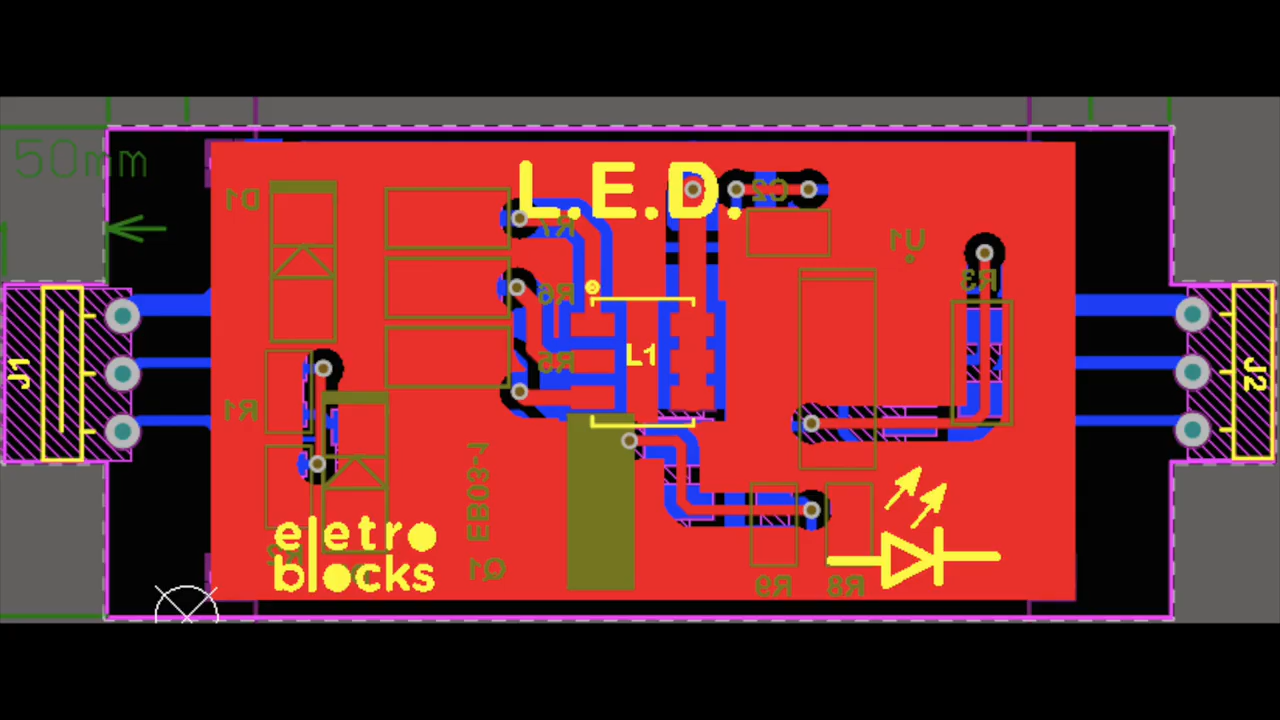 50mm
L.E.D.
D1
C2
R7
U1
R3
R6
L1
R5
J1
J2
R1
EB03-1
Q1
eletro
blocks
R9
R8